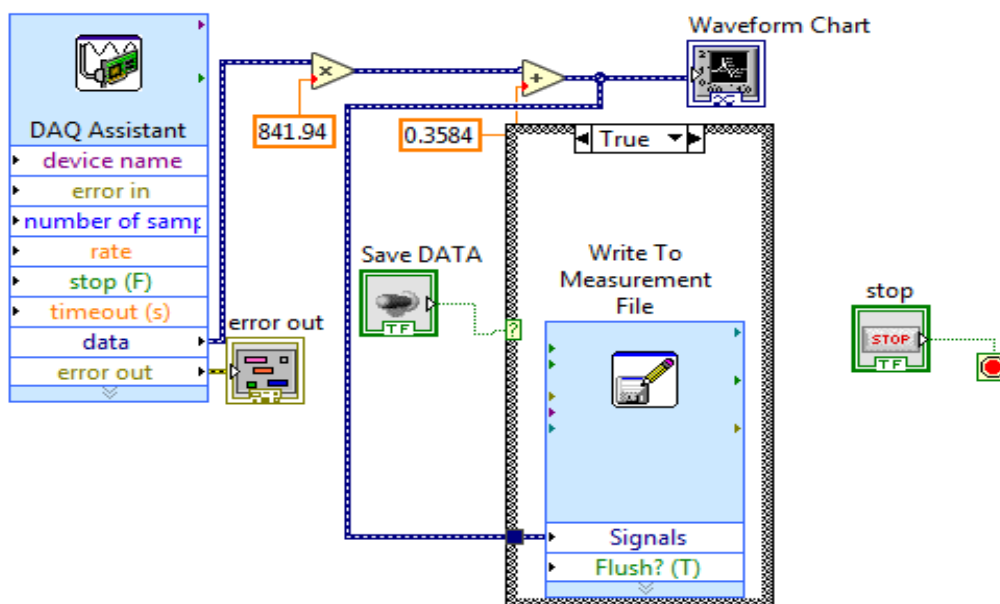 Waveform Chart
DAQ Assistant
device name
error in
number of samp
rate
stop (F)
timeout (s)
data
error out
841.94
0.3584
True
Save DATA
TF
error out
?
Write To
Measurement
File
Signals
Flush? (T)
stop
STOP
TF